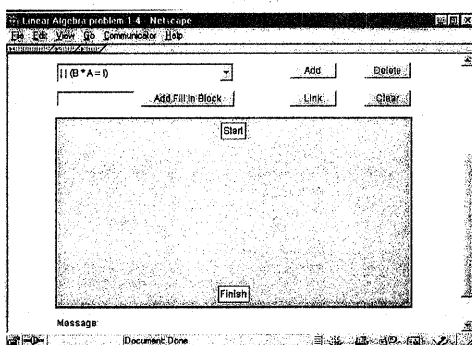 Linear Algebra problem 1-4 - Netscape
File Edit View Go Communicator Help
|| (B * A = I)
Add
Delete
Add Fill in Block
Link
Clear
Start
Finish
Message:
Document: Done